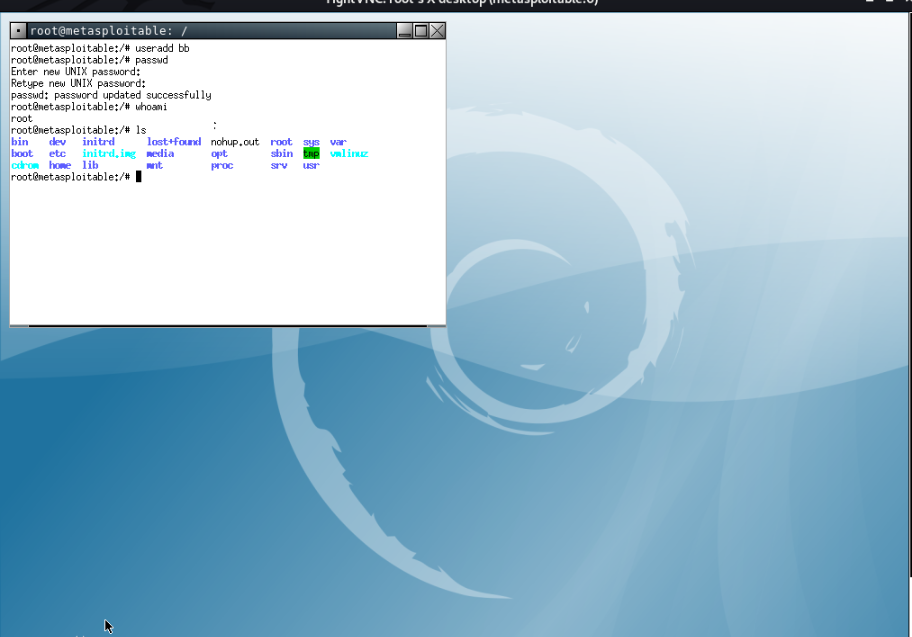 TightVNC: root's X desktop (metasploitable:0)
root@metasploitable: /
root@metasploitable:/# useradd bb
root@metasploitable:/# passwd
Enter new UNIX password:
Retype new UNIX password:
passwd: password updated successfully
root@metasploitable:/# whoami
root
root@metasploitable:/# ls
bin dev initrd lost+found nohup.out root sys var
boot etc initrd.img media opt sbin tmp vmlinuz
cdrom home lib mnt proc srv usr
root@metasploitable:/#